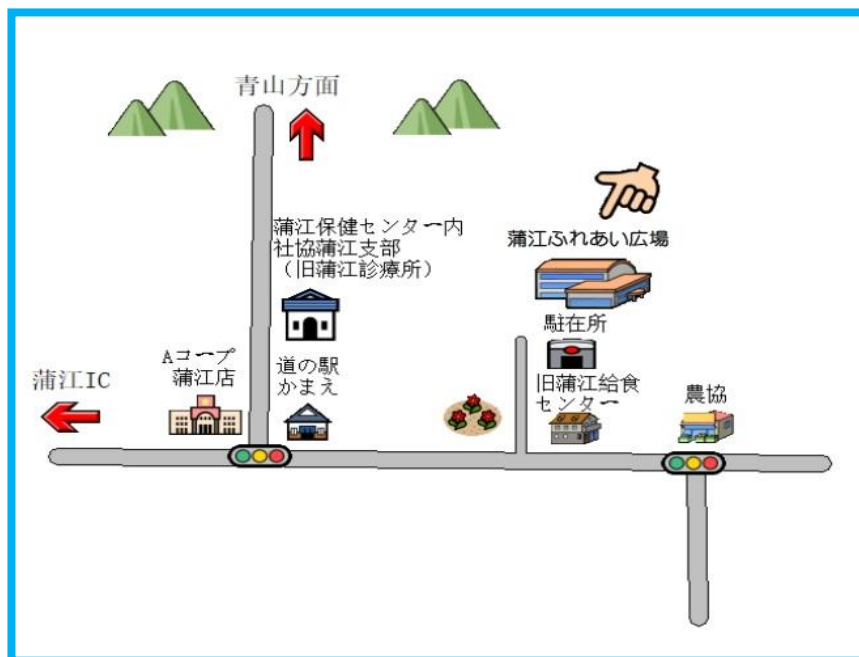 青山方面
蒲江保健センター内
社協蒲江支部
（旧蒲江診療所）
蒲江ふれあい広場
駐在所
Aコープ
蒲江店
道の駅
かまえ
旧蒲江給食
センター
農協
蒲江IC